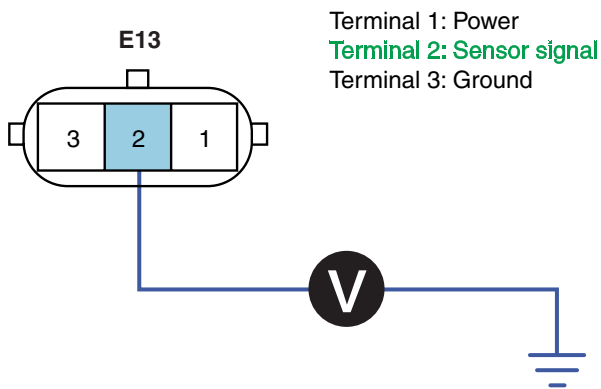 E13
Terminal 1: Power
Terminal 2: Sensor signal
Terminal 3: Ground
3 2 1
V